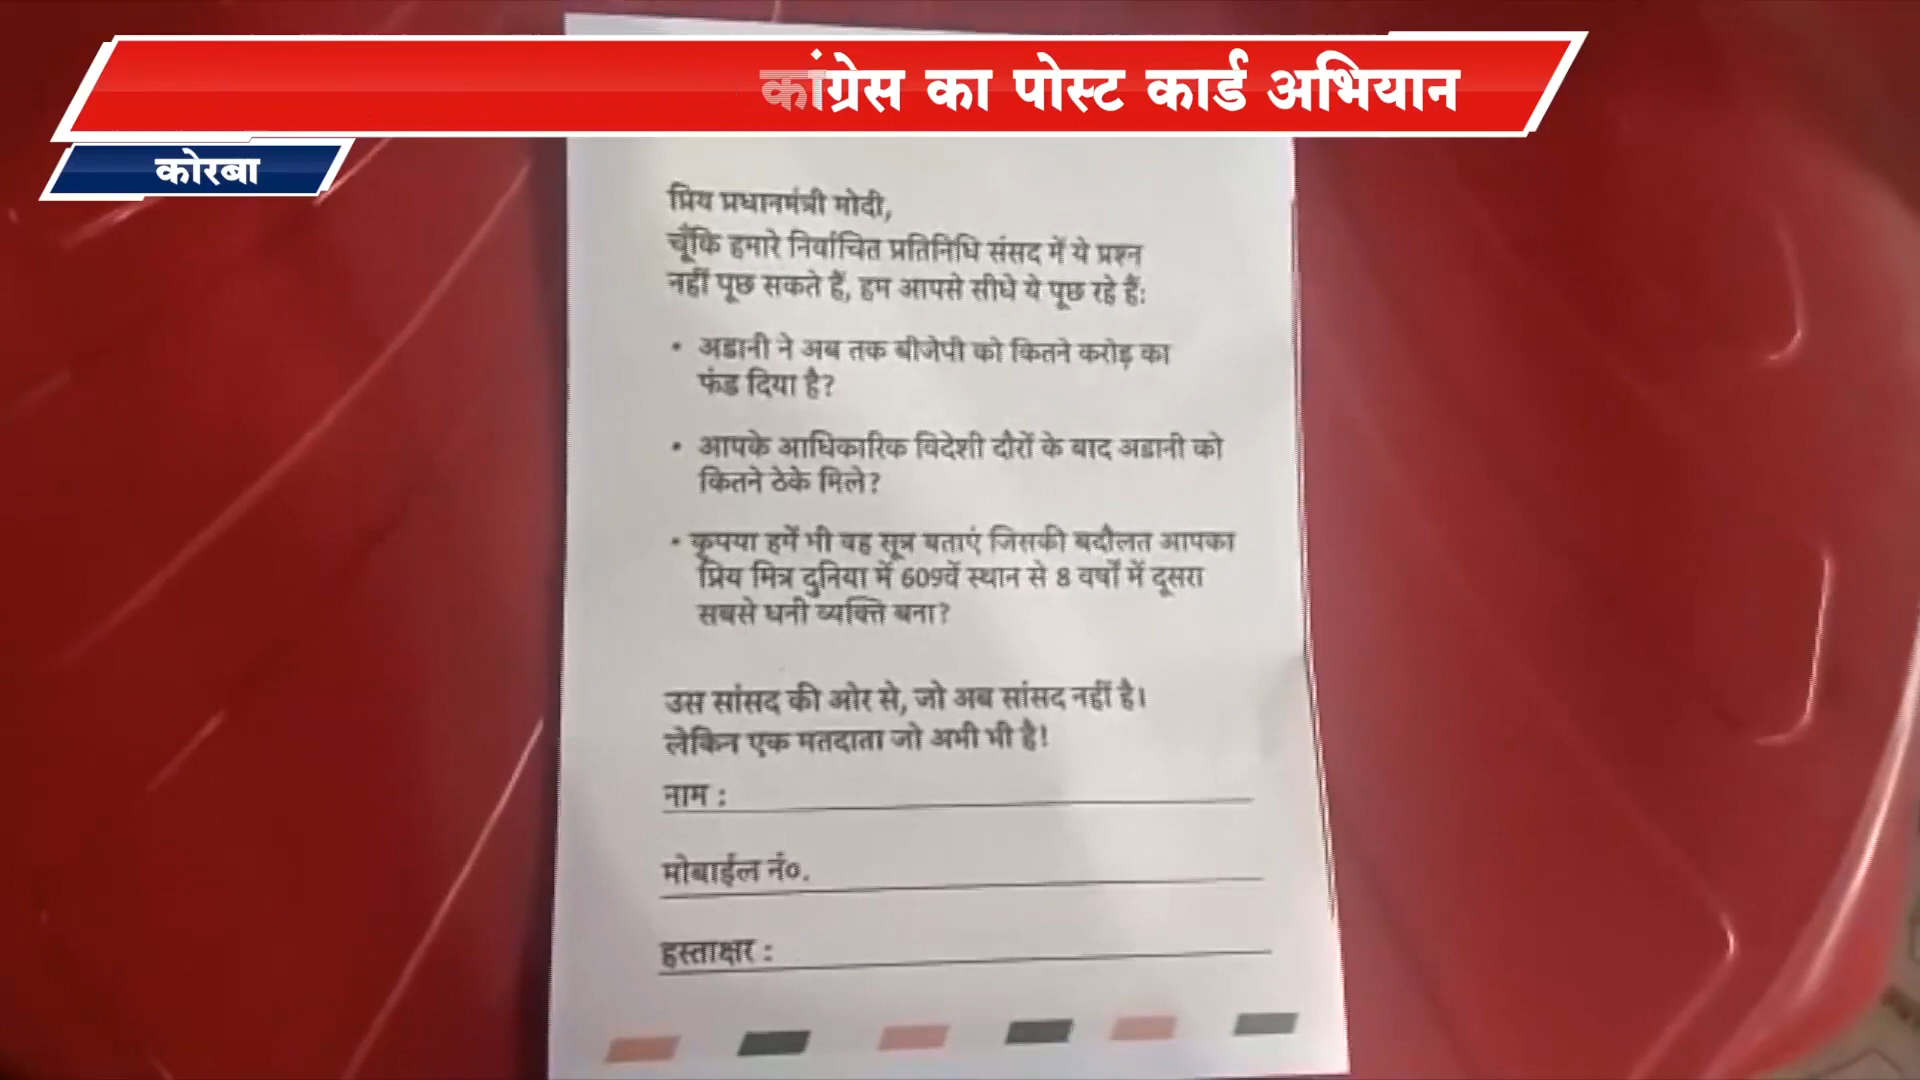 कांग्रेस का पोस्ट कार्ड अभियान
कोरबा
प्रिय प्रधानमंत्री मोदी,
चूँकि हमारे निर्वाचित प्रतिनिधि संसद में ये प्रश्न
नहीं पूछ सकते हैं, हम आपसे सीधे ये पूछ रहे हैं:
• अडानी ने अब तक बीजेपी को कितने करोड़ का
फंड दिया है?
• आपके आधिकारिक विदेशी दौरों के बाद अडानी को
कितने ठेके मिले?
• कृपया हमें भी वह सूत्र बताएं जिसकी बदौलत आपका
प्रिय मित्र दुनिया में 609वें स्थान से 8 वर्षों में दूसरा
सबसे धनी व्यक्ति बना?
उस सांसद की ओर से, जो अब सांसद नहीं है।
लेकिन एक मतदाता जो अभी भी है!
नाम :
मोबाईल नं०.
हस्ताक्षर :